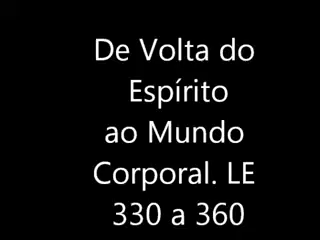 De Volta do
Espírito
ao Mundo
Corporal. LE
330 a 360